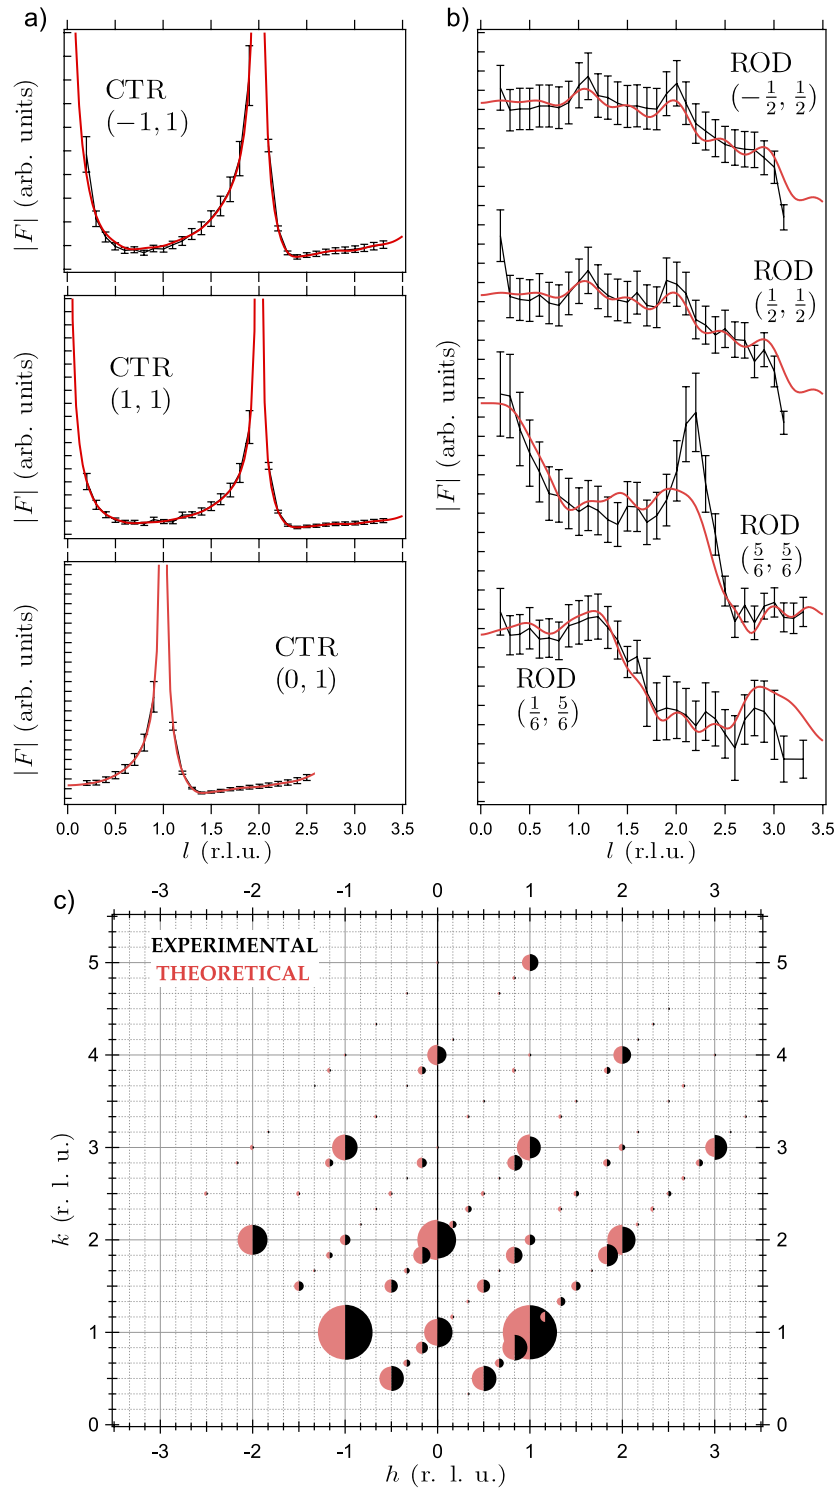 a)
CTR
(−1, 1)
|F| (arb. units)
CTR
(1, 1)
|F| (arb. units)
CTR
(0, 1)
|F| (arb. units)
0.0 0.5 1.0 1.5 2.0 2.5 3.0 3.5
l (r.l.u.)
b)
ROD
(−1/2, 1/2)
ROD
(1/2, 1/2)
|F| (arb. units)
ROD
(5/6, 5/6)
ROD
(1/6, 5/6)
0.0 0.5 1.0 1.5 2.0 2.5 3.0 3.5
l (r.l.u.)
c)
-3 -2 -1 0 1 2 3
EXPERIMENTAL
THEORETICAL
5 5
4 4
3 3
2 2
1 1
0 0
k (r. l. u.)
-3 -2 -1 0 1 2 3
h (r. l. u.)